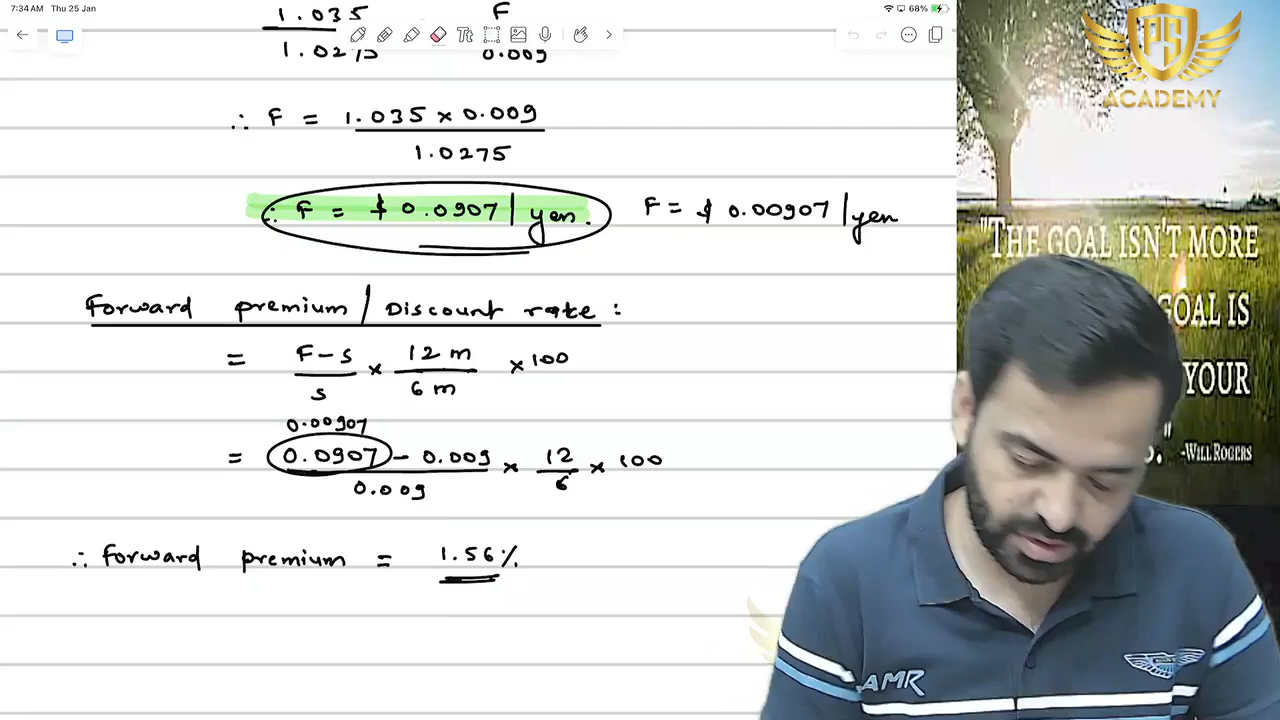 7:34 AM Thu 25 Jan
68%
1.035 F
1.0275 0.009
∴ F = 1.035 × 0.009
1.0275
∴ F = $ 0.0907 | yen. F = $ 0.00907 | yen
Forward premium / Discount rate :
= F - S × 12 m × 100
S 6 m
0.00907
= 0.0907 - 0.009 × 12 × 100
0.009 6
∴ Forward premium = 1.56 %
PS
ACADEMY
"THE GOAL ISN'T MORE
GOAL IS
YOUR
." -WILL ROGERS
AMR